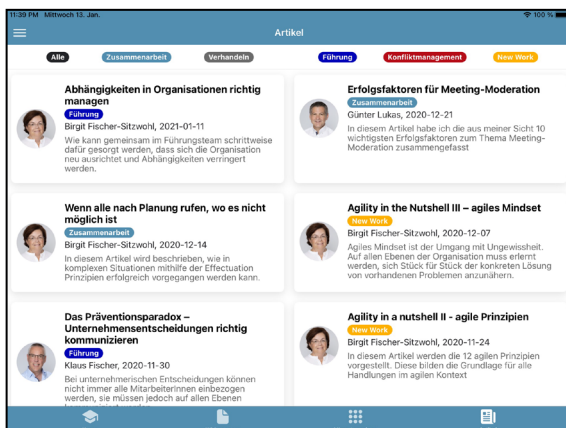 11:39 PM Mittwoch 13. Jan.
100 %
Artikel
Alle
Zusammenarbeit
Verhandeln
Führung
Konfliktmanagement
New Work
Abhängigkeiten in Organisationen richtig
managen
Führung
Birgit Fischer-Sitzwohl, 2021-01-11
Wie kann gemeinsam im Führungsteam schrittweise
dafür gesorgt werden, dass sich die Organisation
neu ausrichtet und Abhängigkeiten verringert
werden.
Erfolgsfaktoren für Meeting-Moderation
Zusammenarbeit
Günter Lukas, 2020-12-21
In diesem Artikel habe ich die aus meiner Sicht 10
wichtigsten Erfolgsfaktoren zum Thema Meeting-
Moderation zusammengefasst
Wenn alle nach Planung rufen, wo es nicht
möglich ist
Zusammenarbeit
Birgit Fischer-Sitzwohl, 2020-12-14
In diesem Artikel wird beschrieben, wie in
komplexen Situationen mithilfe der Effectuation
Prinzipien erfolgreich vorgegangen werden kann.
Agility in the Nutshell III – agiles Mindset
New Work
Birgit Fischer-Sitzwohl, 2020-12-07
Agiles Mindset ist der Umgang mit Ungewissheit.
Auf allen Ebenen der Organisation muss erlernt
werden, sich Stück für Stück der konkreten Lösung
von vorhandenen Problemen anzunähern.
Das Präventionsparadox –
Unternehmensentscheidungen richtig
kommunizieren
Führung
Klaus Fischer, 2020-11-30
Bei unternehmerischen Entscheidungen können
nicht immer alle MitarbeiterInnen einbezogen
werden, sie müssen jedoch auf allen Ebenen
Agility in a nutshell II - agile Prinzipien
New Work
Birgit Fischer-Sitzwohl, 2020-11-24
In diesem Artikel werden die 12 agilen Prinzipien
vorgestellt. Diese bilden die Grundlage für alle
Handlungen im agilen Kontext